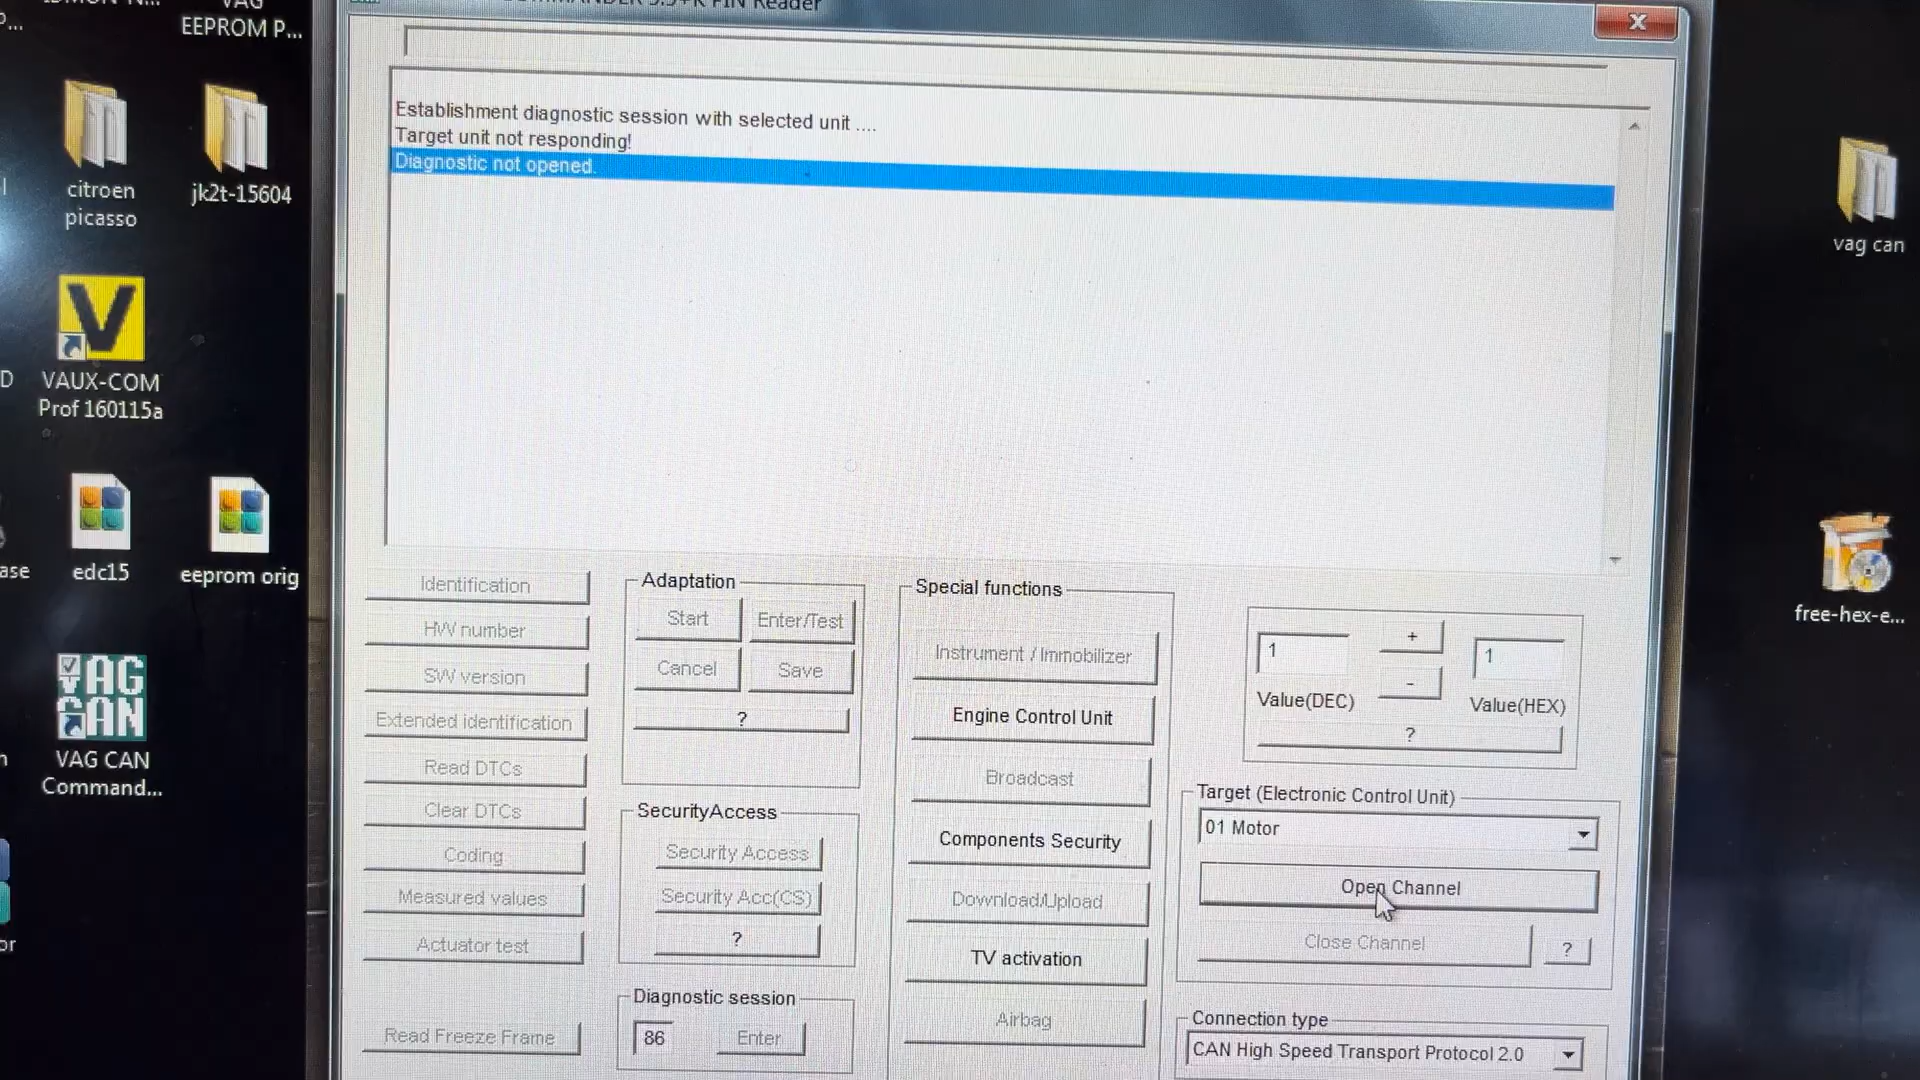 VAG
EEPROM P...
PIN Reader
citroen
picasso
jk2t-15604
VAUX-COM
Prof 160115a
edc15
eeprom orig
VAG
CAN
VAG CAN
Command...
vag can
free-hex-e...
Establishment diagnostic session with selected unit ....
Target unit not responding!
Diagnostic not opened.
Identification
HW number
SW version
Extended identification
Read DTCs
Clear DTCs
Coding
Measured values
Actuator test
Read Freeze Frame
Adaptation
Start
Enter/Test
Cancel
Save
?
SecurityAccess
Security Access
Security Acc(CS)
?
Diagnostic session
86
Enter
Special functions
Instrument / Immobilizer
Engine Control Unit
Broadcast
Components Security
Download/Upload
TV activation
Airbag
1
+
-
1
Value(DEC)
Value(HEX)
?
Target (Electronic Control Unit)
01 Motor
Open Channel
Close Channel
?
Connection type
CAN High Speed Transport Protocol 2.0